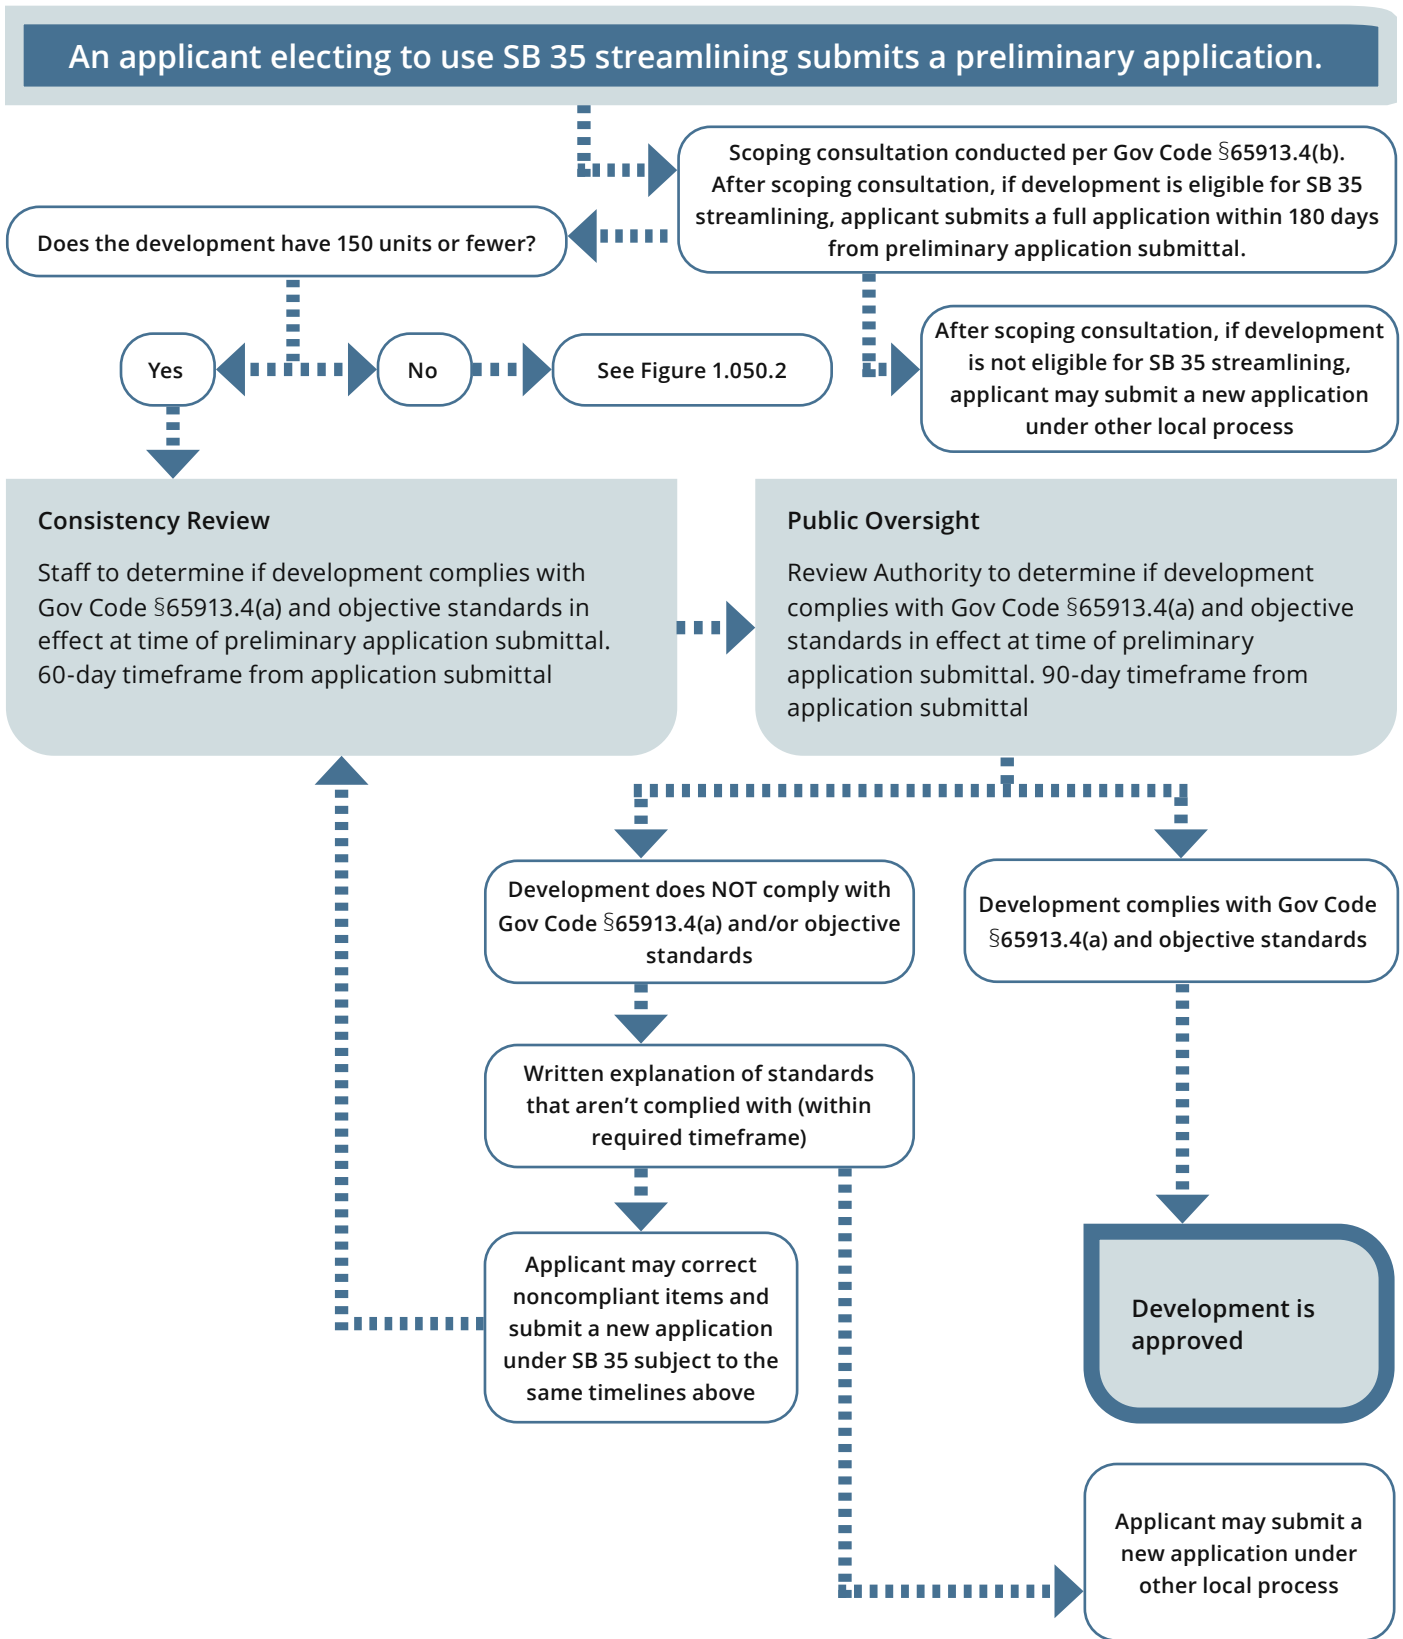 An applicant electing to use SB 35 streamlining submits a preliminary application.
Scoping consultation conducted per Gov Code §65913.4(b).
After scoping consultation, if development is eligible for SB 35
streamlining, applicant submits a full application within 180 days
from preliminary application submittal.
Does the development have 150 units or fewer?
After scoping consultation, if development
is not eligible for SB 35 streamlining,
applicant may submit a new application
under other local process
Yes
No
See Figure 1.050.2
Consistency Review
Staff to determine if development complies with
Gov Code §65913.4(a) and objective standards in
effect at time of preliminary application submittal.
60-day timeframe from application submittal
Public Oversight
Review Authority to determine if development
complies with Gov Code §65913.4(a) and objective
standards in effect at time of preliminary
application submittal. 90-day timeframe from
application submittal
Development does NOT comply with
Gov Code §65913.4(a) and/or objective
standards
Development complies with Gov Code
§65913.4(a) and objective standards
Written explanation of standards
that aren’t complied with (within
required timeframe)
Applicant may correct
noncompliant items and
submit a new application
under SB 35 subject to the
same timelines above
Development is
approved
Applicant may submit a
new application under
other local process